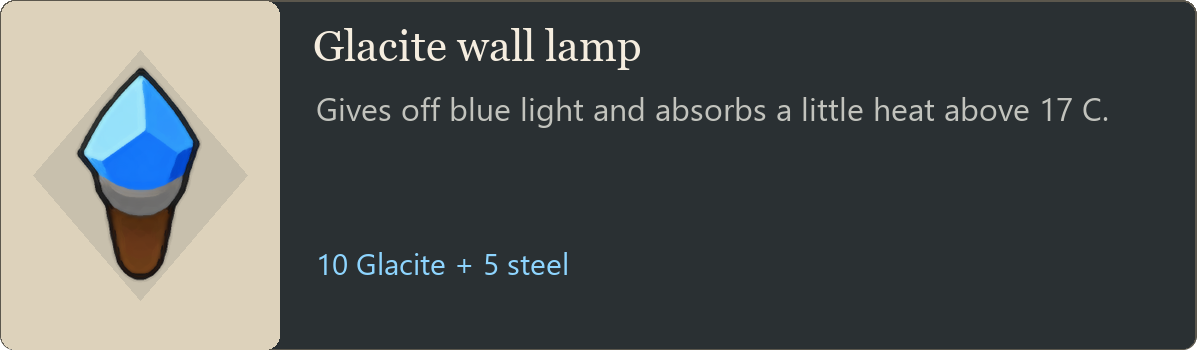 Glacite wall lamp
Gives off blue light and absorbs a little heat above 17 C.
10 Glacite + 5 steel